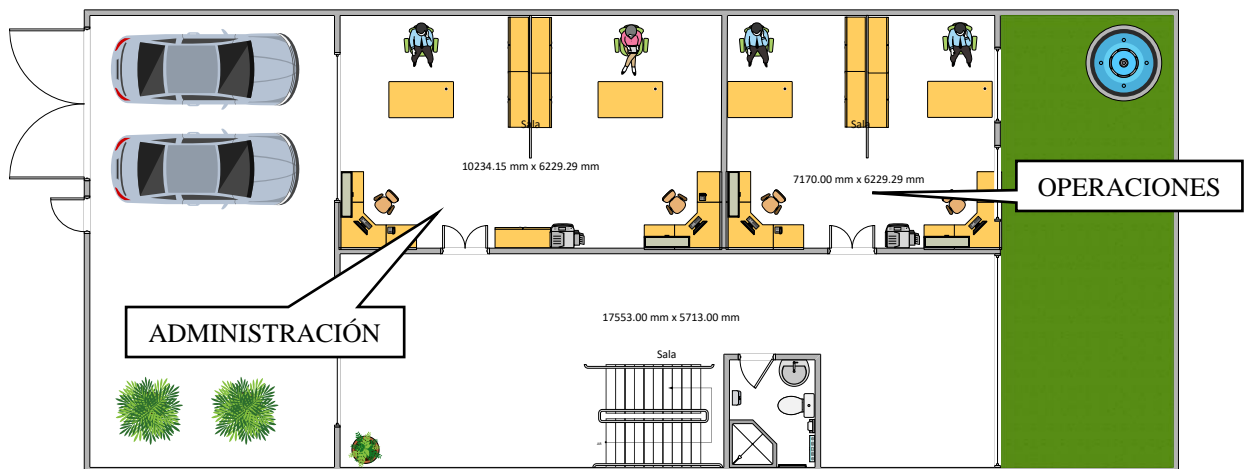 Sala
Sala
10234.15 mm x 6229.29 mm
7170.00 mm x 6229.29 mm
OPERACIONES
ADMINISTRACIÓN
17553.00 mm x 5713.00 mm
Sala